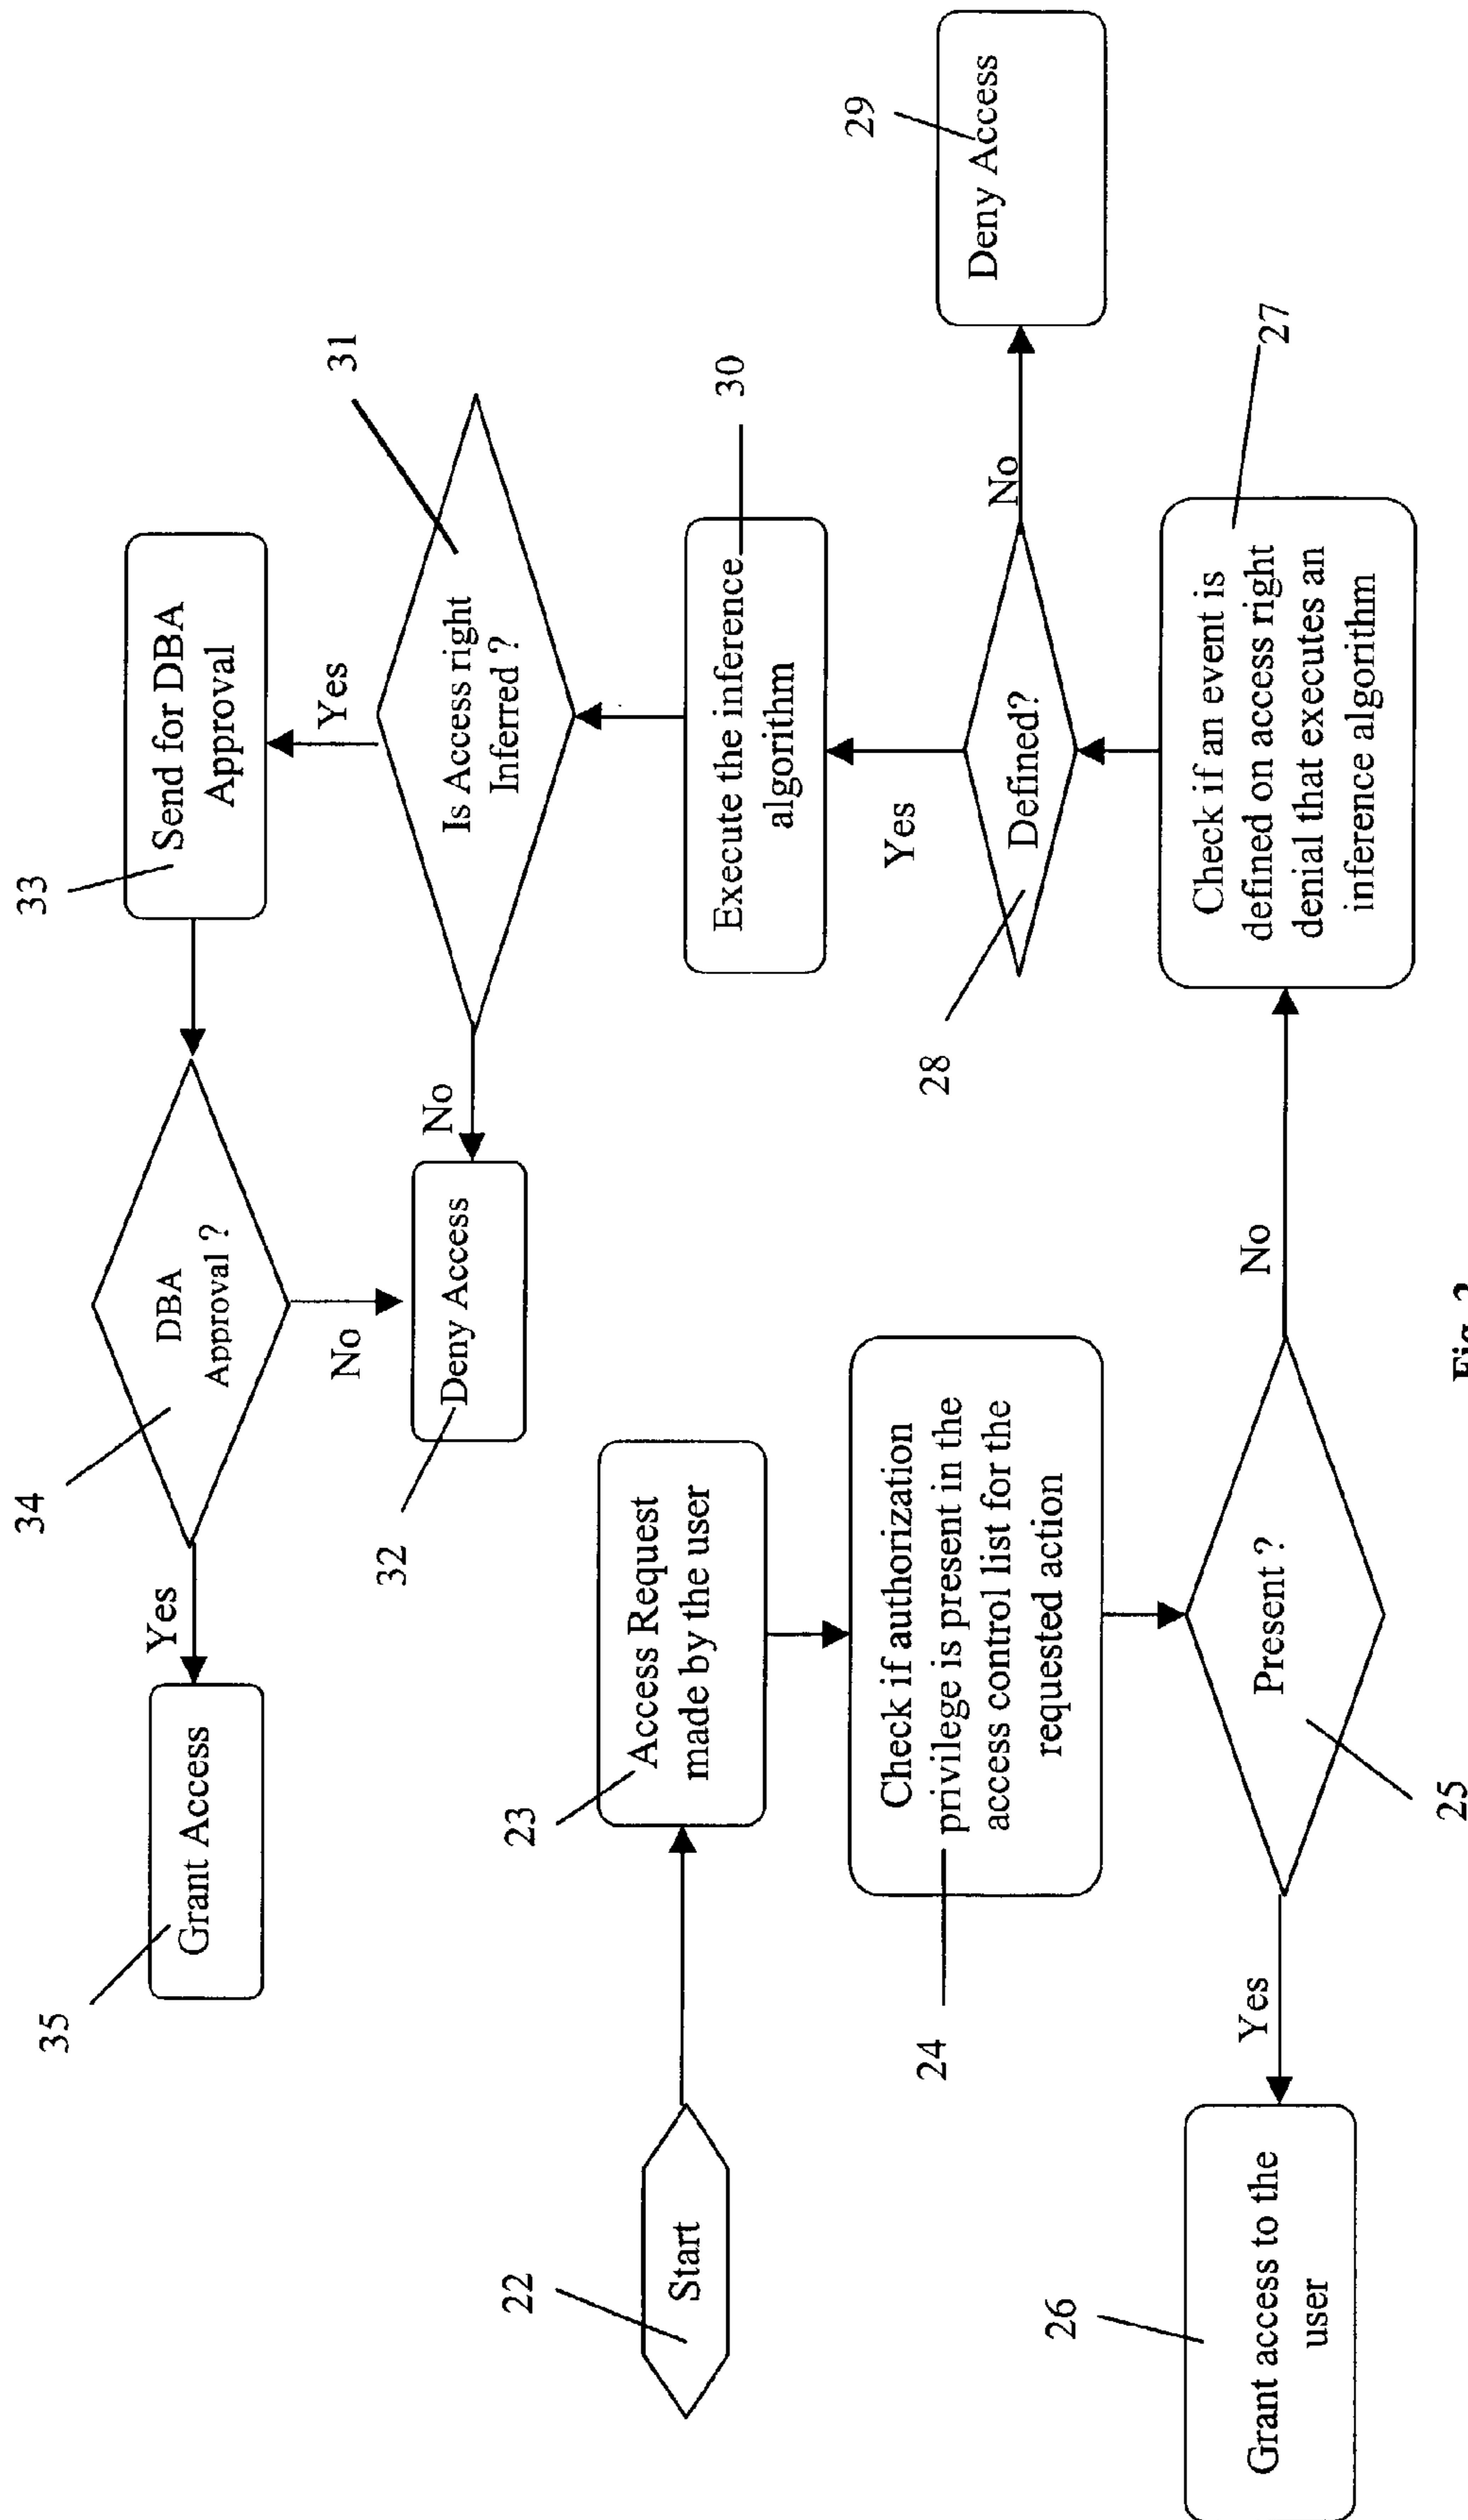 35
34
33
Grant Access
Yes
DBA
Approval ?
Send for DBA
Approval
No
Yes
31
32
Deny Access
No
Is Access right
Inferred ?
22
23
Start
Access Request
made by the user
Execute the inference
algorithm
30
29
Yes
24
Check if authorization
privilege is present in the
access control list for the
requested action
28
Defined?
No
Deny Access
26
Grant access to the
user
Yes
Present ?
No
Check if an event is
defined on access right
denial that executes an
inference algorithm
27
25
Fig.